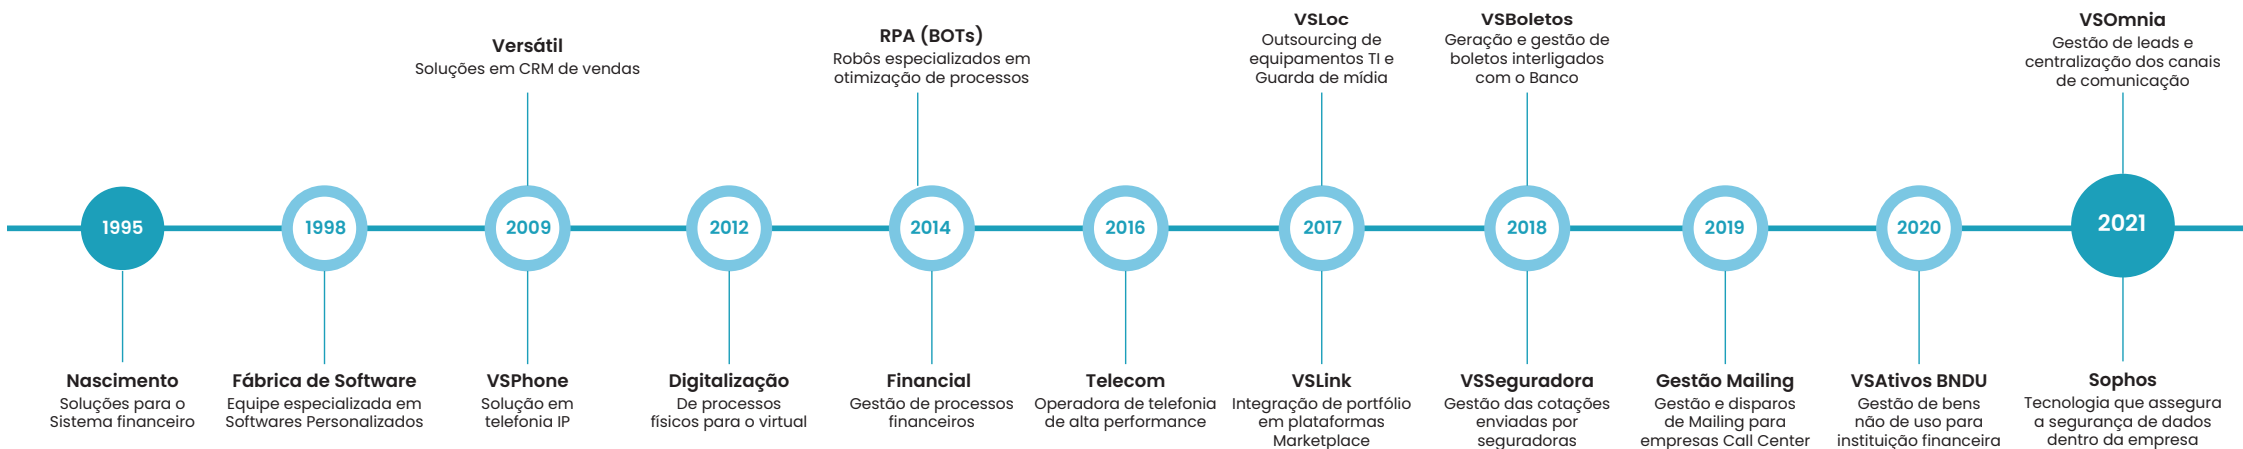 Versátil
Soluções em CRM de vendas
RPA (BOTs)
Robôs especializados em
otimização de processos
VSLoc
Outsourcing de
equipamentos TI e
Guarda de mídia
VSBoletos
Geração e gestão de
boletos interligados
com o Banco
VSOmnia
Gestão de leads e
centralização dos canais
de comunicação
1995
1998
2009
2012
2014
2016
2017
2018
2019
2020
2021
Nascimento
Soluções para o
Sistema financeiro
Fábrica de Software
Equipe especializada em
Softwares Personalizados
VSPhone
Solução em
telefonia IP
Digitalização
De processos
físicos para o virtual
Financial
Gestão de processos
financeiros
Telecom
Operadora de telefonia
de alta performance
VSLink
Integração de portfólio
em plataformas
Marketplace
VSSeguradora
Gestão das cotações
enviadas por
seguradoras
Gestão Mailing
Gestão e disparos
de Mailing para
empresas Call Center
VSAtivos BNDU
Gestão de bens
não de uso para
instituição financeira
Sophos
Tecnologia que assegura
a segurança de dados
dentro da empresa